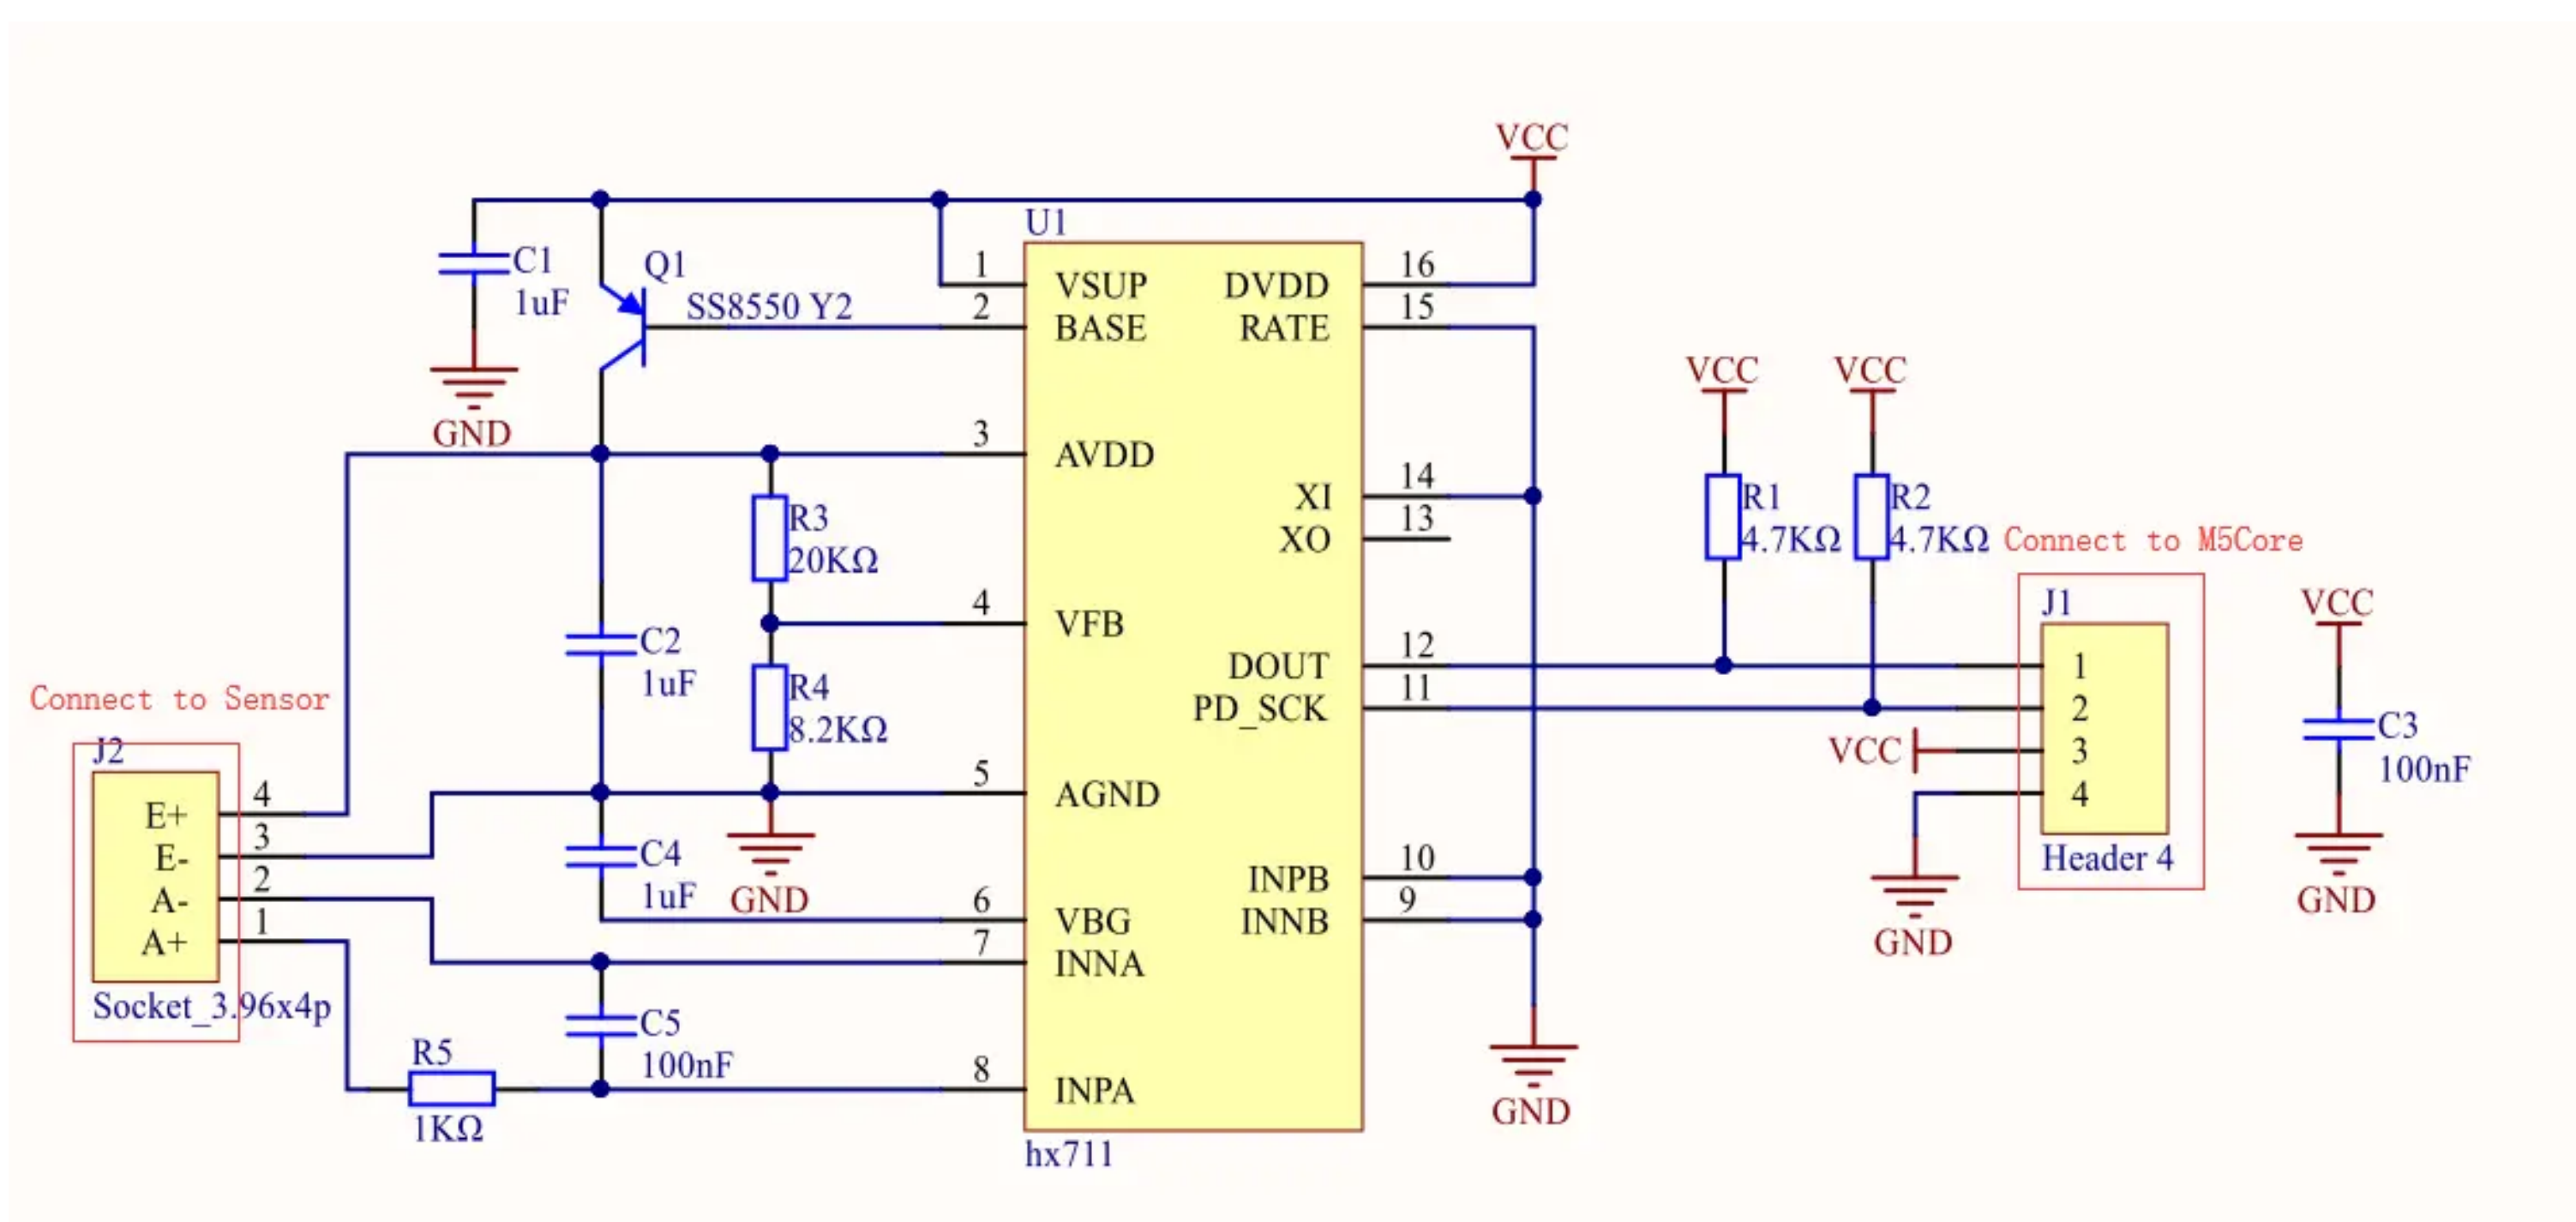 VCC
U1
C1
1uF
GND
Q1
SS8550 Y2
1
2
3
4
5
6
7
8
VSUP
BASE
AVDD
VFB
AGND
VBG
INNA
INPA
DVDD
RATE
XI
XO
DOUT
PD_SCK
INPB
INNB
16
15
14
13
12
11
10
9
hx711
R3
20KΩ
R4
8.2KΩ
GND
C2
1uF
C4
1uF
C5
100nF
Connect to Sensor
J2
E+
E-
A-
A+
4
3
2
1
Socket_3.96x4p
R5
1KΩ
GND
VCC
VCC
R1
4.7KΩ
R2
4.7KΩ
Connect to M5Core
J1
1
2
3
4
Header 4
VCC
GND
VCC
C3
100nF
GND